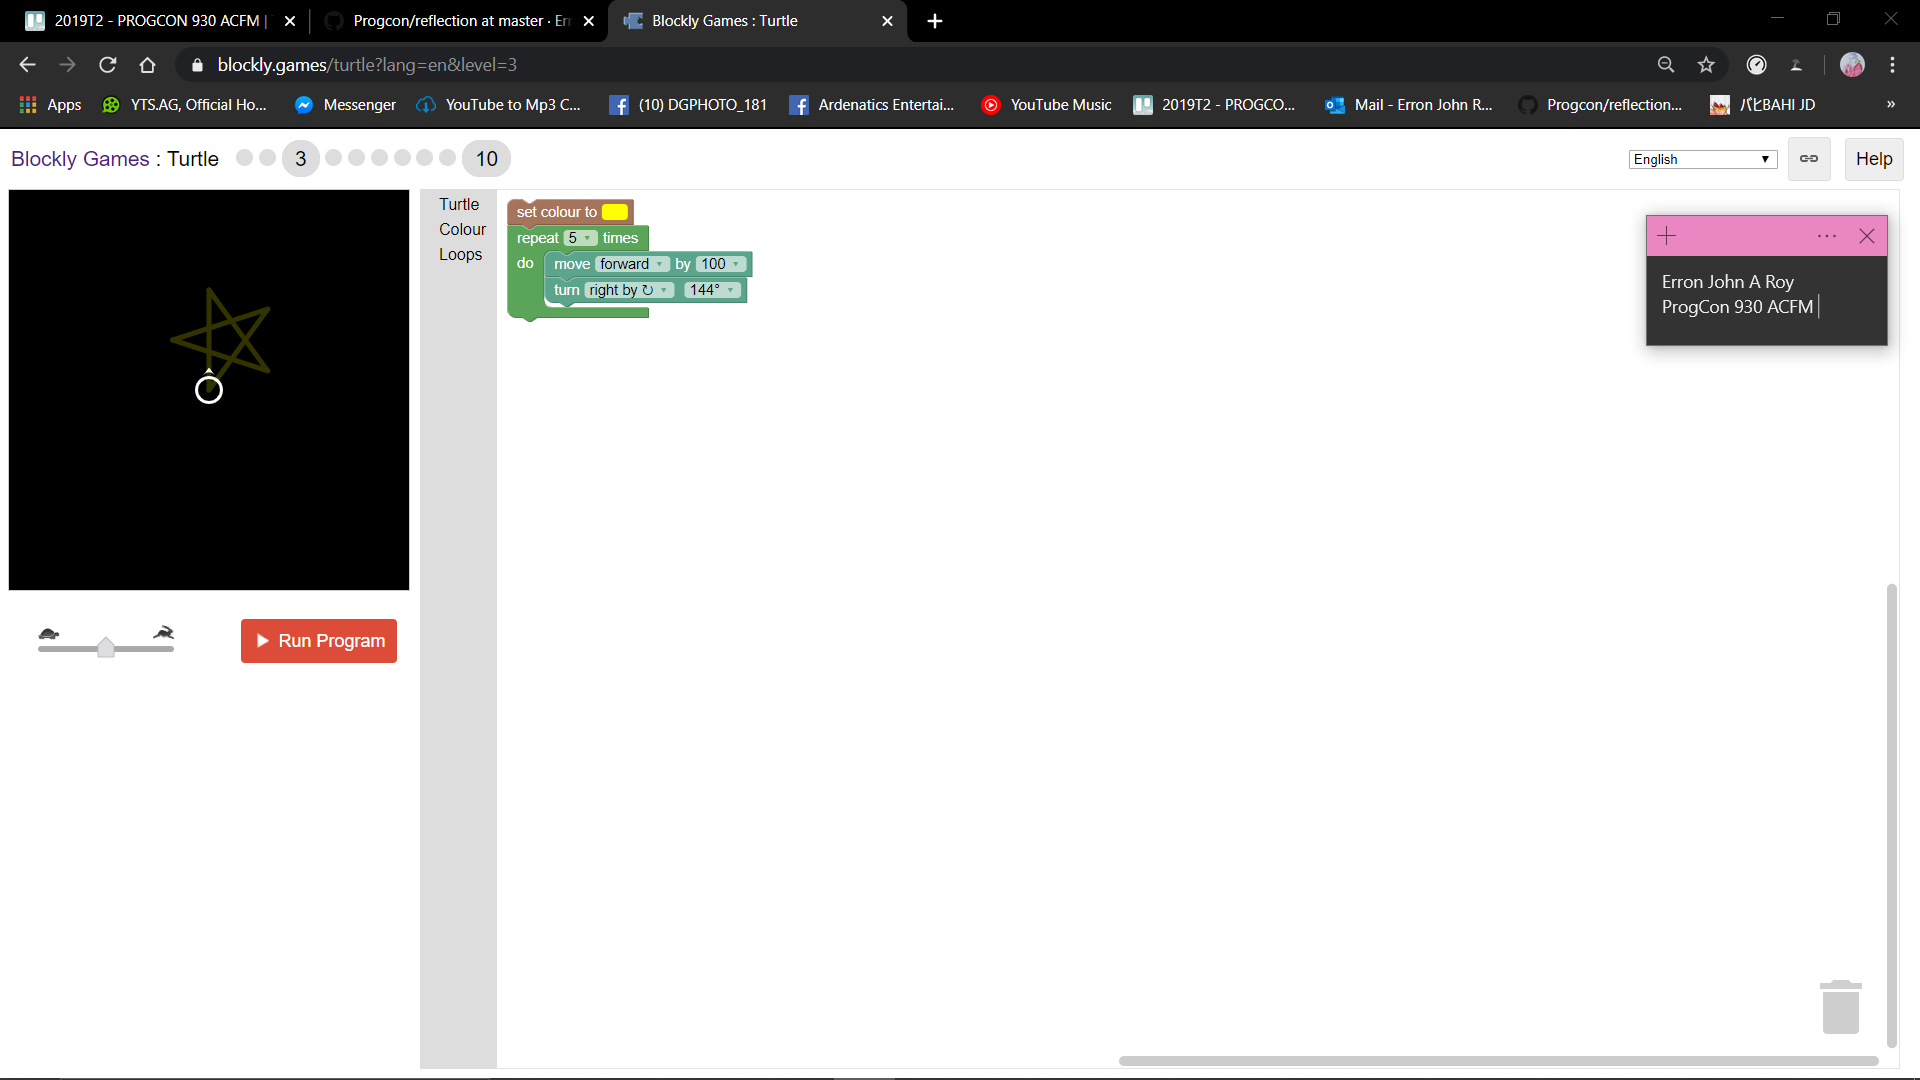 2019T2 - PROGCON 930 ACFM |
Progcon/reflection at master · Er
Blockly Games : Turtle
blockly.games/turtle?lang=en&level=3
Apps
YTS.AG, Official Ho...
Messenger
YouTube to Mp3 C...
(10) DGPHOTO_181
Ardenatics Entertai...
YouTube Music
2019T2 - PROGCO...
Mail - Erron John R...
Progcon/reflection...
パヒBAHI JD
»
Blockly Games : Turtle
3
10
English
Help
Turtle
Colour
Loops
set colour to
repeat 5 times
do
move forward by 100
turn right by ↻ 144°
Erron John A Roy
ProgCon 930 ACFM
Run Program